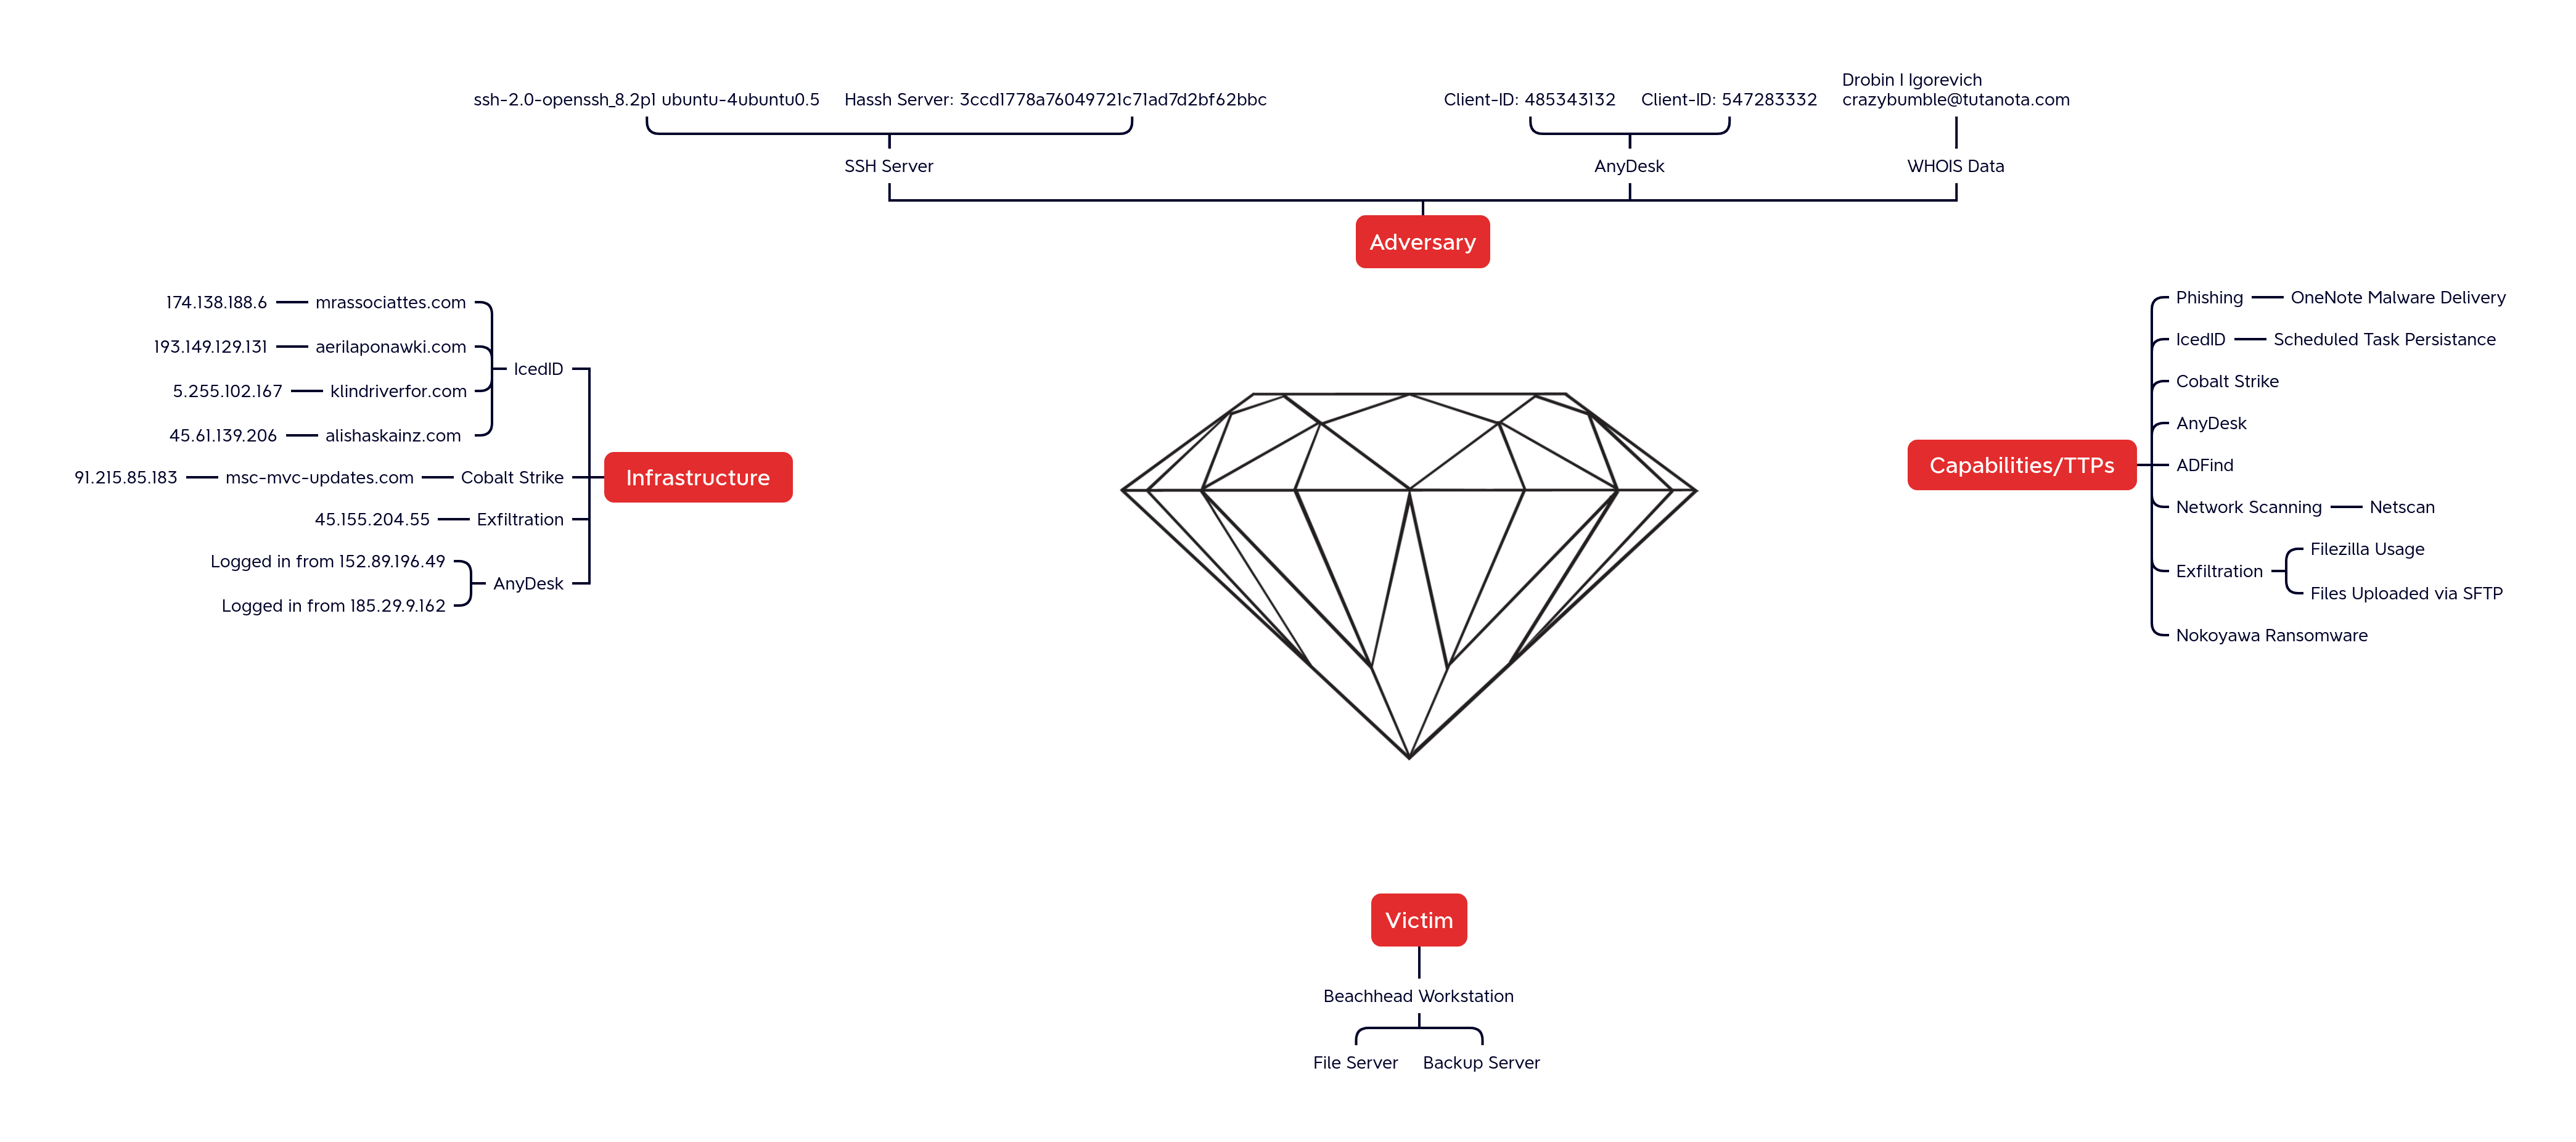 Drobin I Igorevich
ssh-2.0-openssh_8.2p1 ubuntu-4ubuntu0.5
Hassh Server: 3ccd1778a76049721c71ad7d2bf62bbc
Client-ID: 485343132
Client-ID: 547283332
crazybumble@tutanota.com
SSH Server
AnyDesk
WHOIS Data
Adversary
174.138.188.6
mrassociattes.com
193.149.129.131
aerilaponawki.com
5.255.102.167
klindriverfor.com
45.61.139.206
alishaskainz.com
IcedID
91.215.85.183
msc-mvc-updates.com
Cobalt Strike
45.155.204.55
Exfiltration
Logged in from 152.89.196.49
Logged in from 185.29.9.162
AnyDesk
Infrastructure
Capabilities/TTPs
Phishing
OneNote Malware Delivery
IcedID
Scheduled Task Persistance
Cobalt Strike
AnyDesk
ADFind
Network Scanning
Netscan
Exfiltration
Filezilla Usage
Files Uploaded via SFTP
Nokoyawa Ransomware
Victim
Beachhead Workstation
File Server
Backup Server